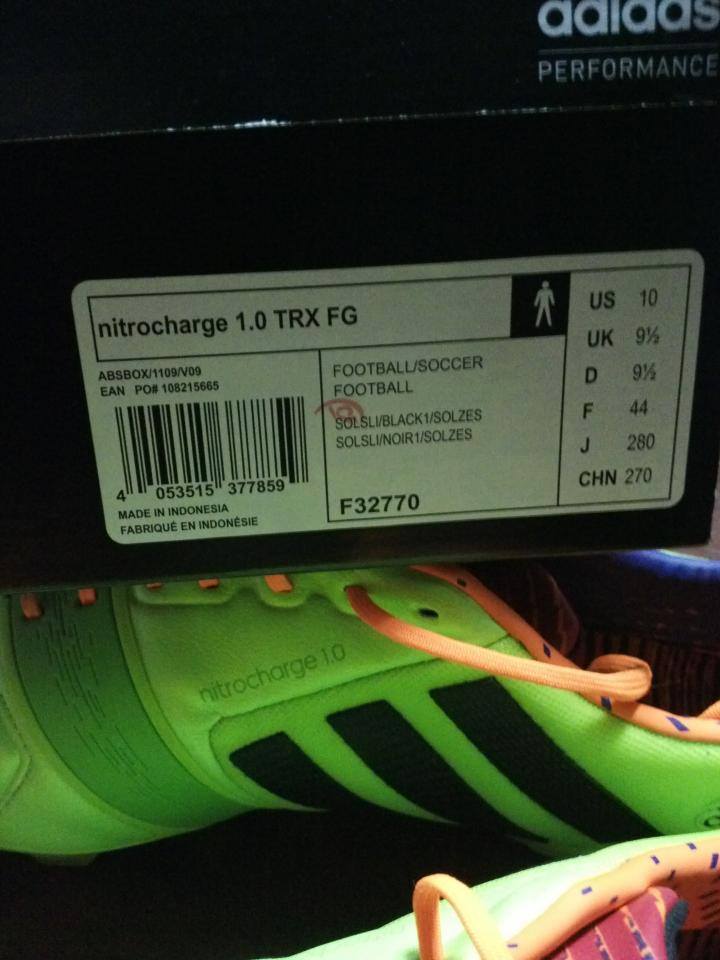 adidas
PERFORMANCE
nitrocharge 1.0 TRX FG
ABSBOX/1109/V09
EAN PO# 108215665
4 053515 377859
MADE IN INDONESIA
FABRIQUÉ EN INDONÉSIE
FOOTBALL/SOCCER
FOOTBALL
SOLSLI/BLACK1/SOLZES
SOLSLI/NOIR1/SOLZES
F32770
US 10
UK 9½
D 9½
F 44
J 280
CHN 270
nitrocharge 1.0